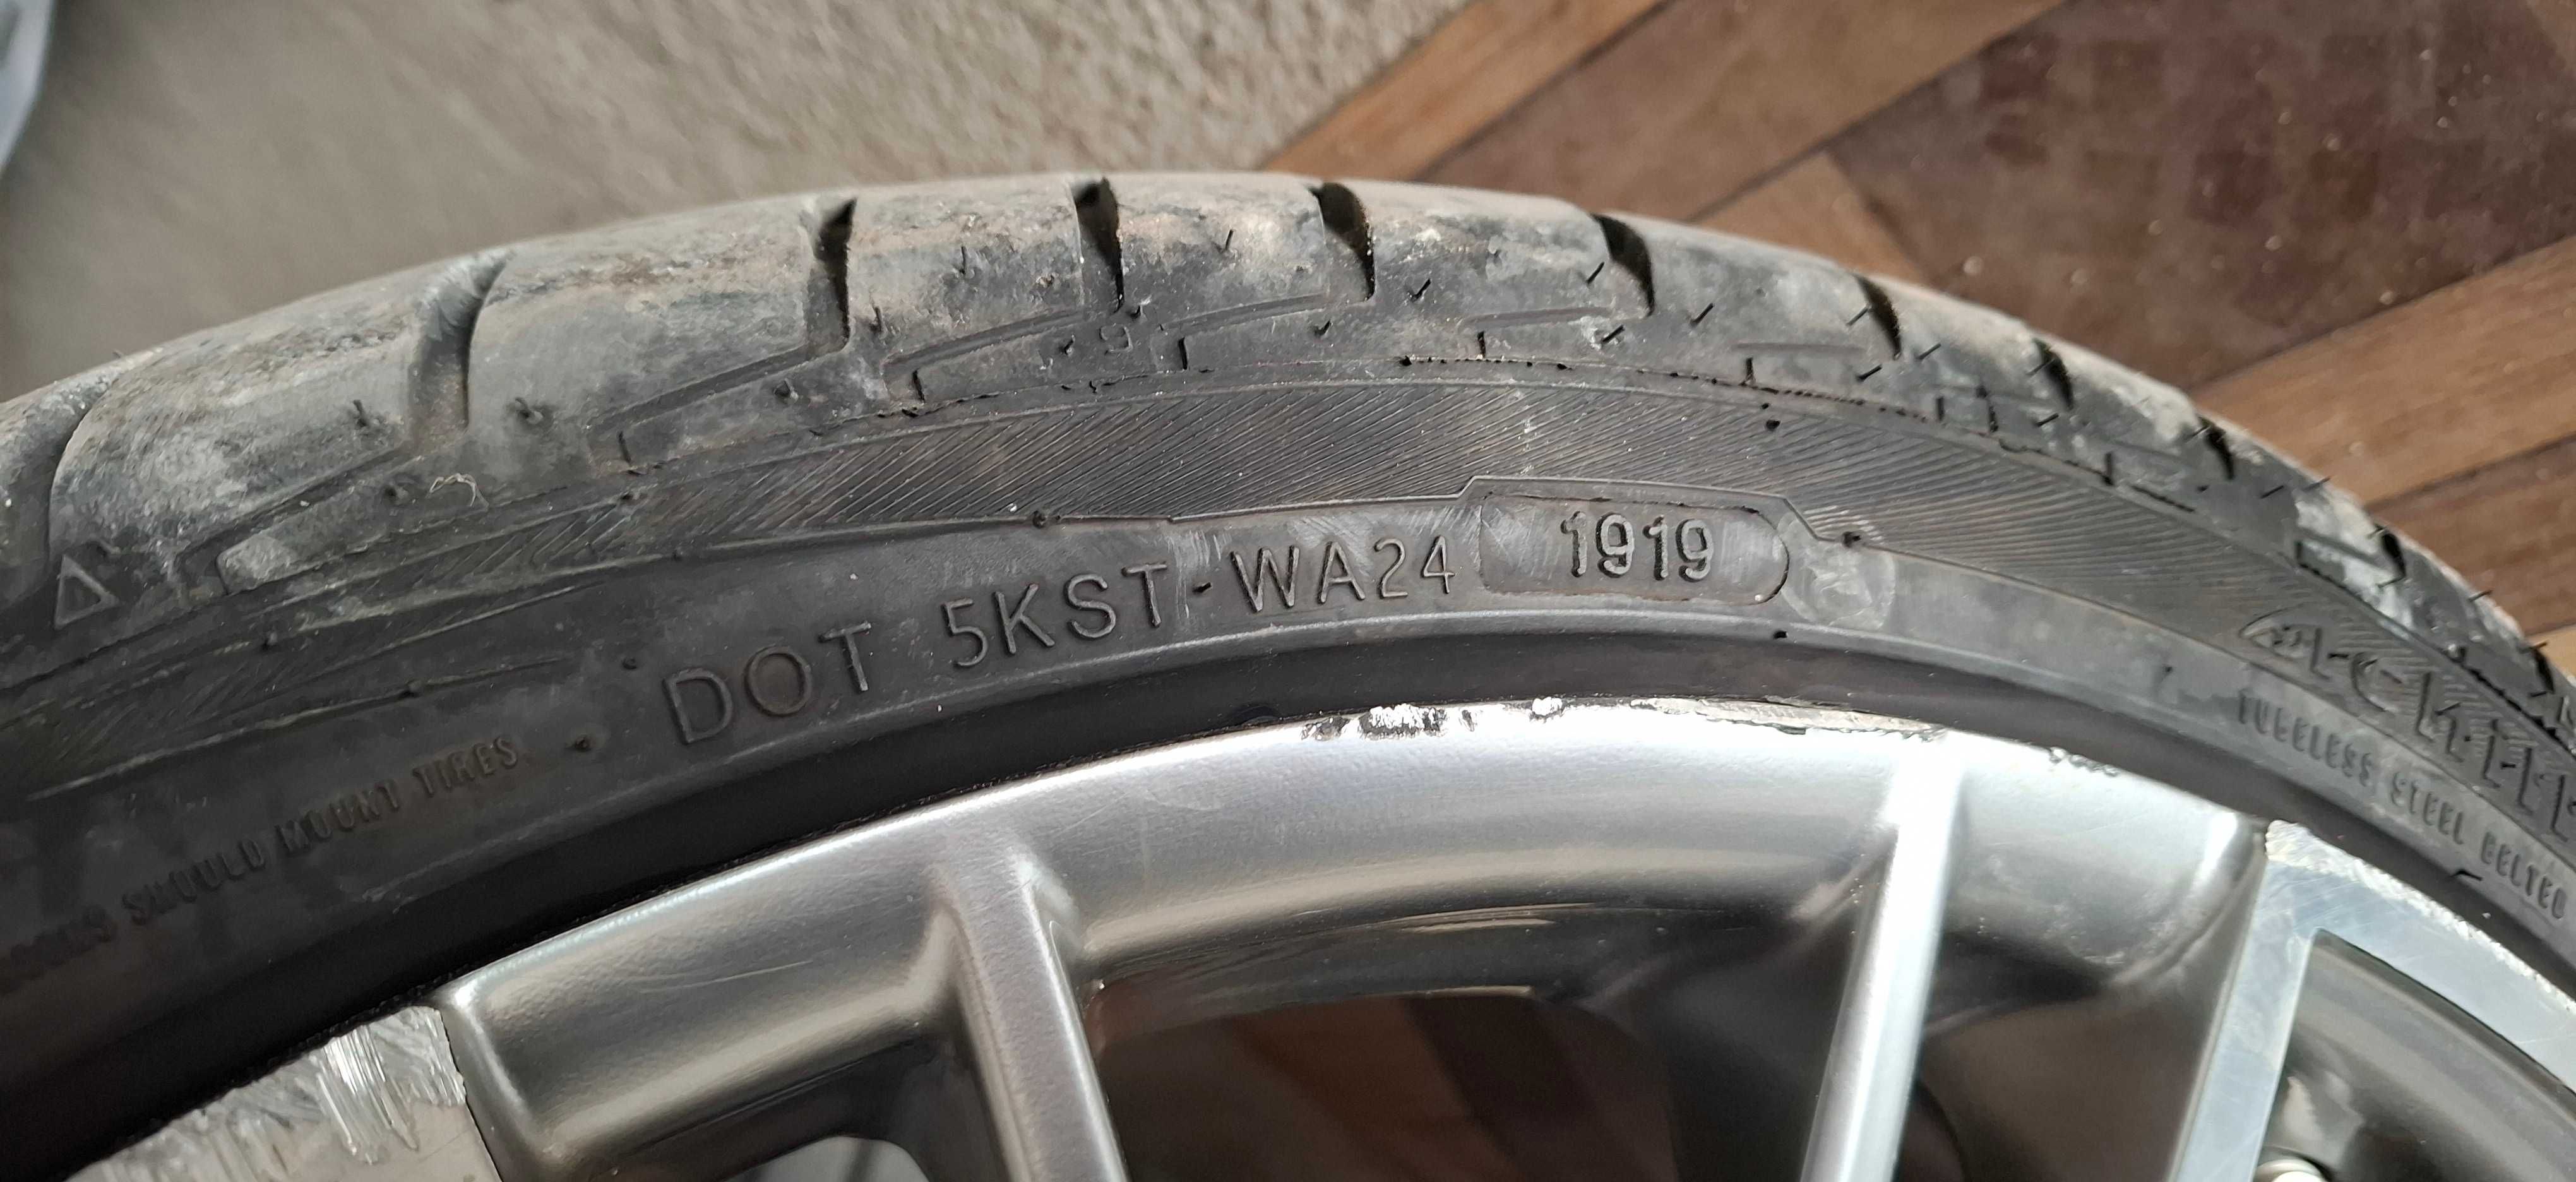 DOT 5KST-WA24 1919
SHOULD MOUNT TIRES
TUBELESS STEEL BELTED